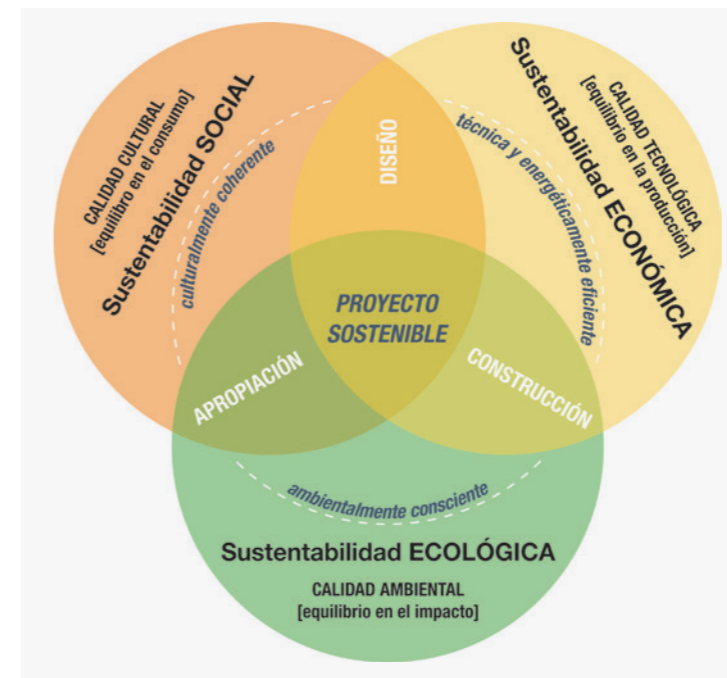 CALIDAD CULTURAL
[equilibro en el consumo]
Sustentabilidad SOCIAL
culturalmente coherente
DISEÑO
CALIDAD TECNOLÓGICA
[equilibrio en la producción]
Sustentabilidad ECONÓMICA
técnica y energéticamente eficiente
PROYECTO
SOSTENIBLE
APROPIACIÓN
CONSTRUCCIÓN
ambientalmente consciente
Sustentabilidad ECOLÓGICA
CALIDAD AMBIENTAL
[equilibrio en el impacto]